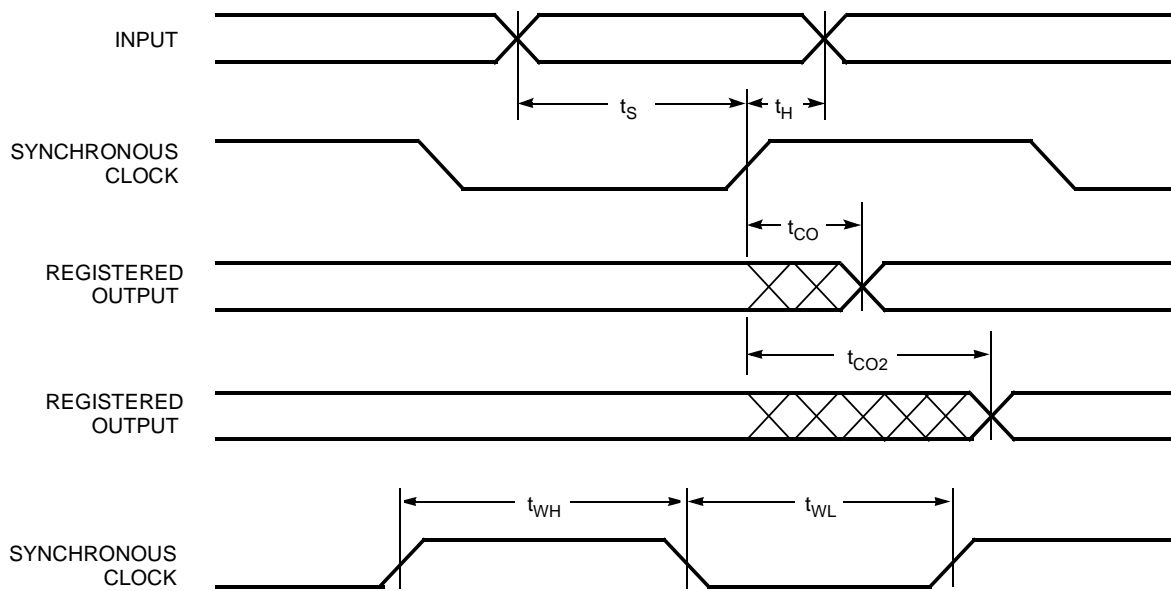 INPUT
tS
tH
SYNCHRONOUS
CLOCK
tCO
REGISTERED
OUTPUT
tCO2
REGISTERED
OUTPUT
tWH
tWL
SYNCHRONOUS
CLOCK